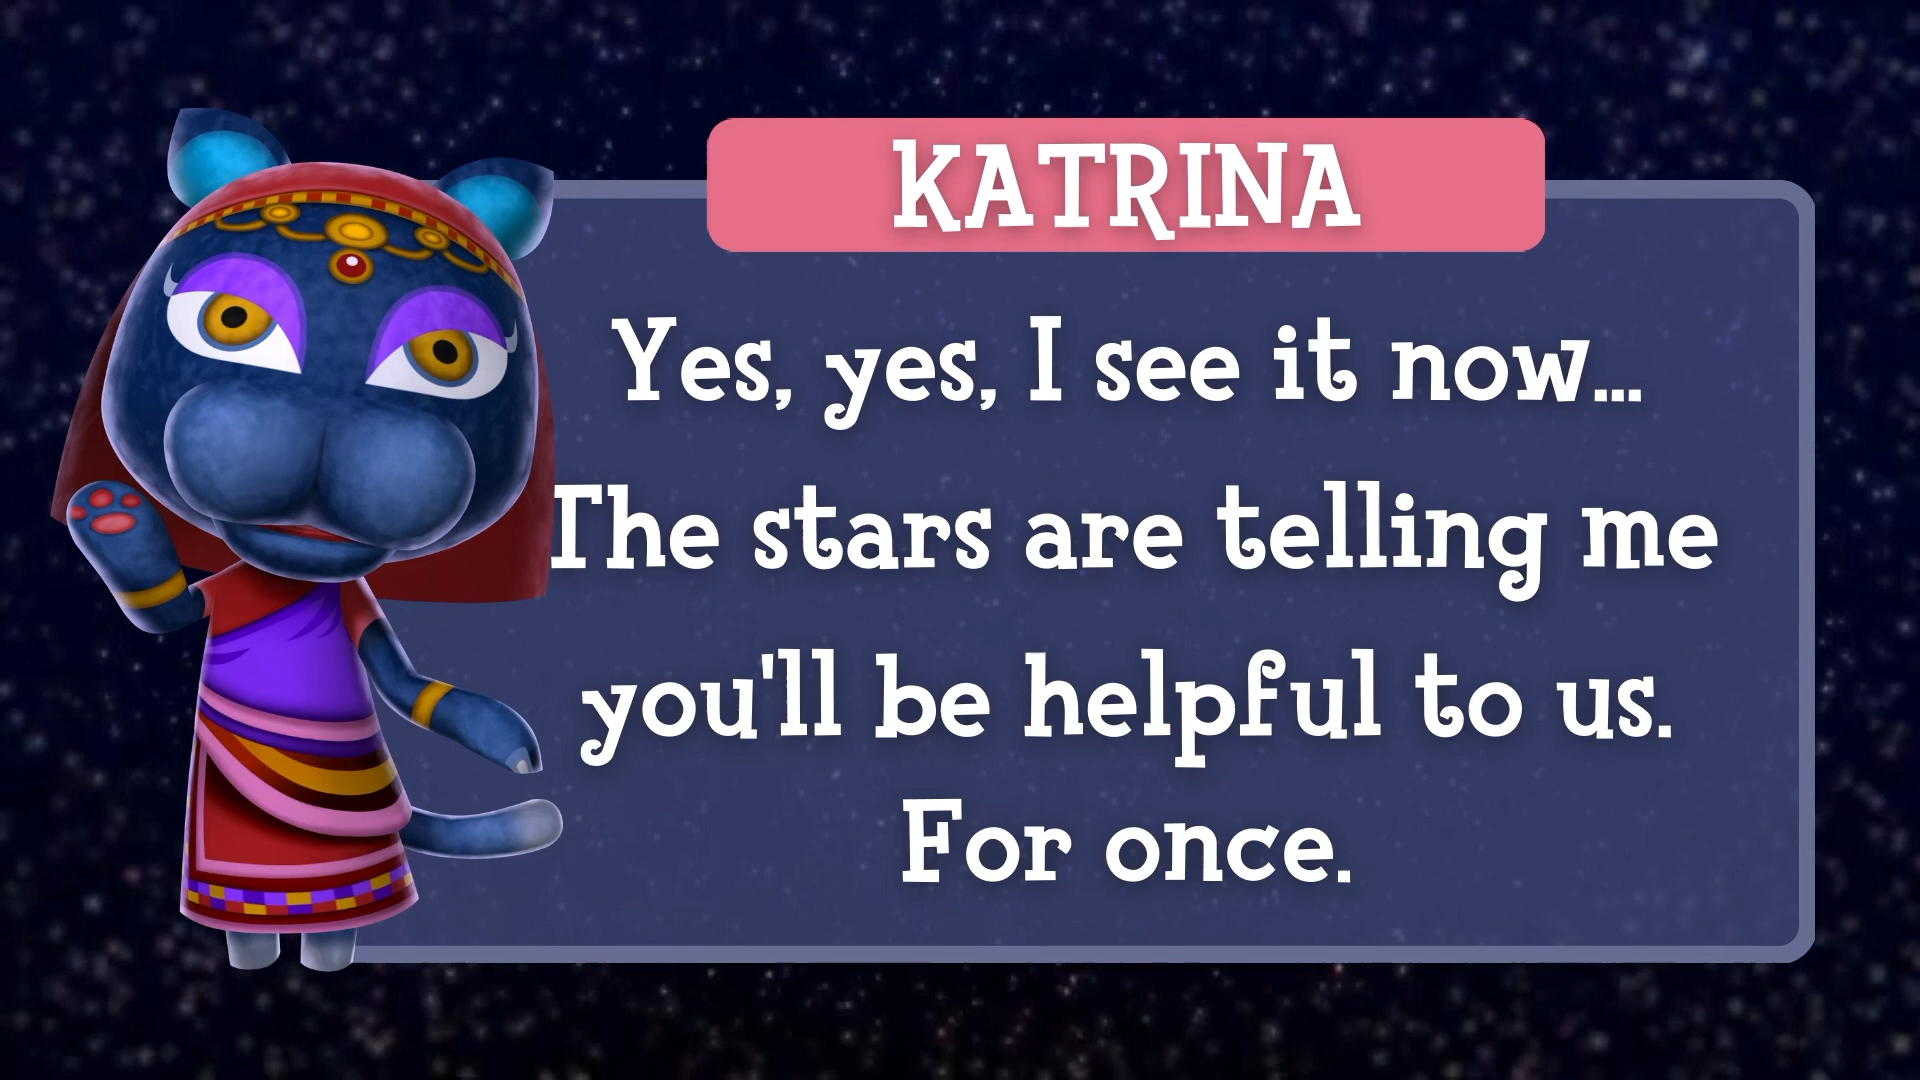 KATRINA
Yes, yes, I see it now...
The stars are telling me
you'll be helpful to us.
For once.